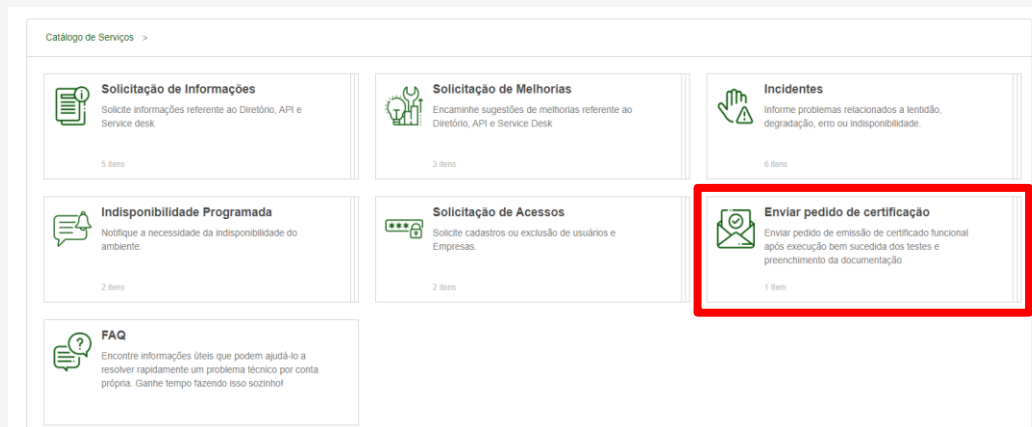 Catálogo de Serviços >
Solicitação de Informações
Solicite informações referente ao Diretório, API e
Service desk
5 itens
Solicitação de Melhorias
Encaminhe sugestões de melhorias referente ao
Diretório, API e Service Desk
3 itens
Incidentes
Informe problemas relacionados a lentidão,
degradação, erro ou indisponibilidade.
6 itens
Indisponibilidade Programada
Notifique a necessidade da indisponibilidade do
ambiente.
2 itens
Solicitação de Acessos
Solicite cadastros ou exclusão de usuários e
Empresas.
2 itens
Enviar pedido de certificação
Enviar pedido de emissão de certificado funcional
após execução bem sucedida dos testes e
preenchimento da documentação
1 item
FAQ
Encontre informações úteis que podem ajudá-lo a
resolver rapidamente um problema técnico por conta
própria. Ganhe tempo fazendo isso sozinho!